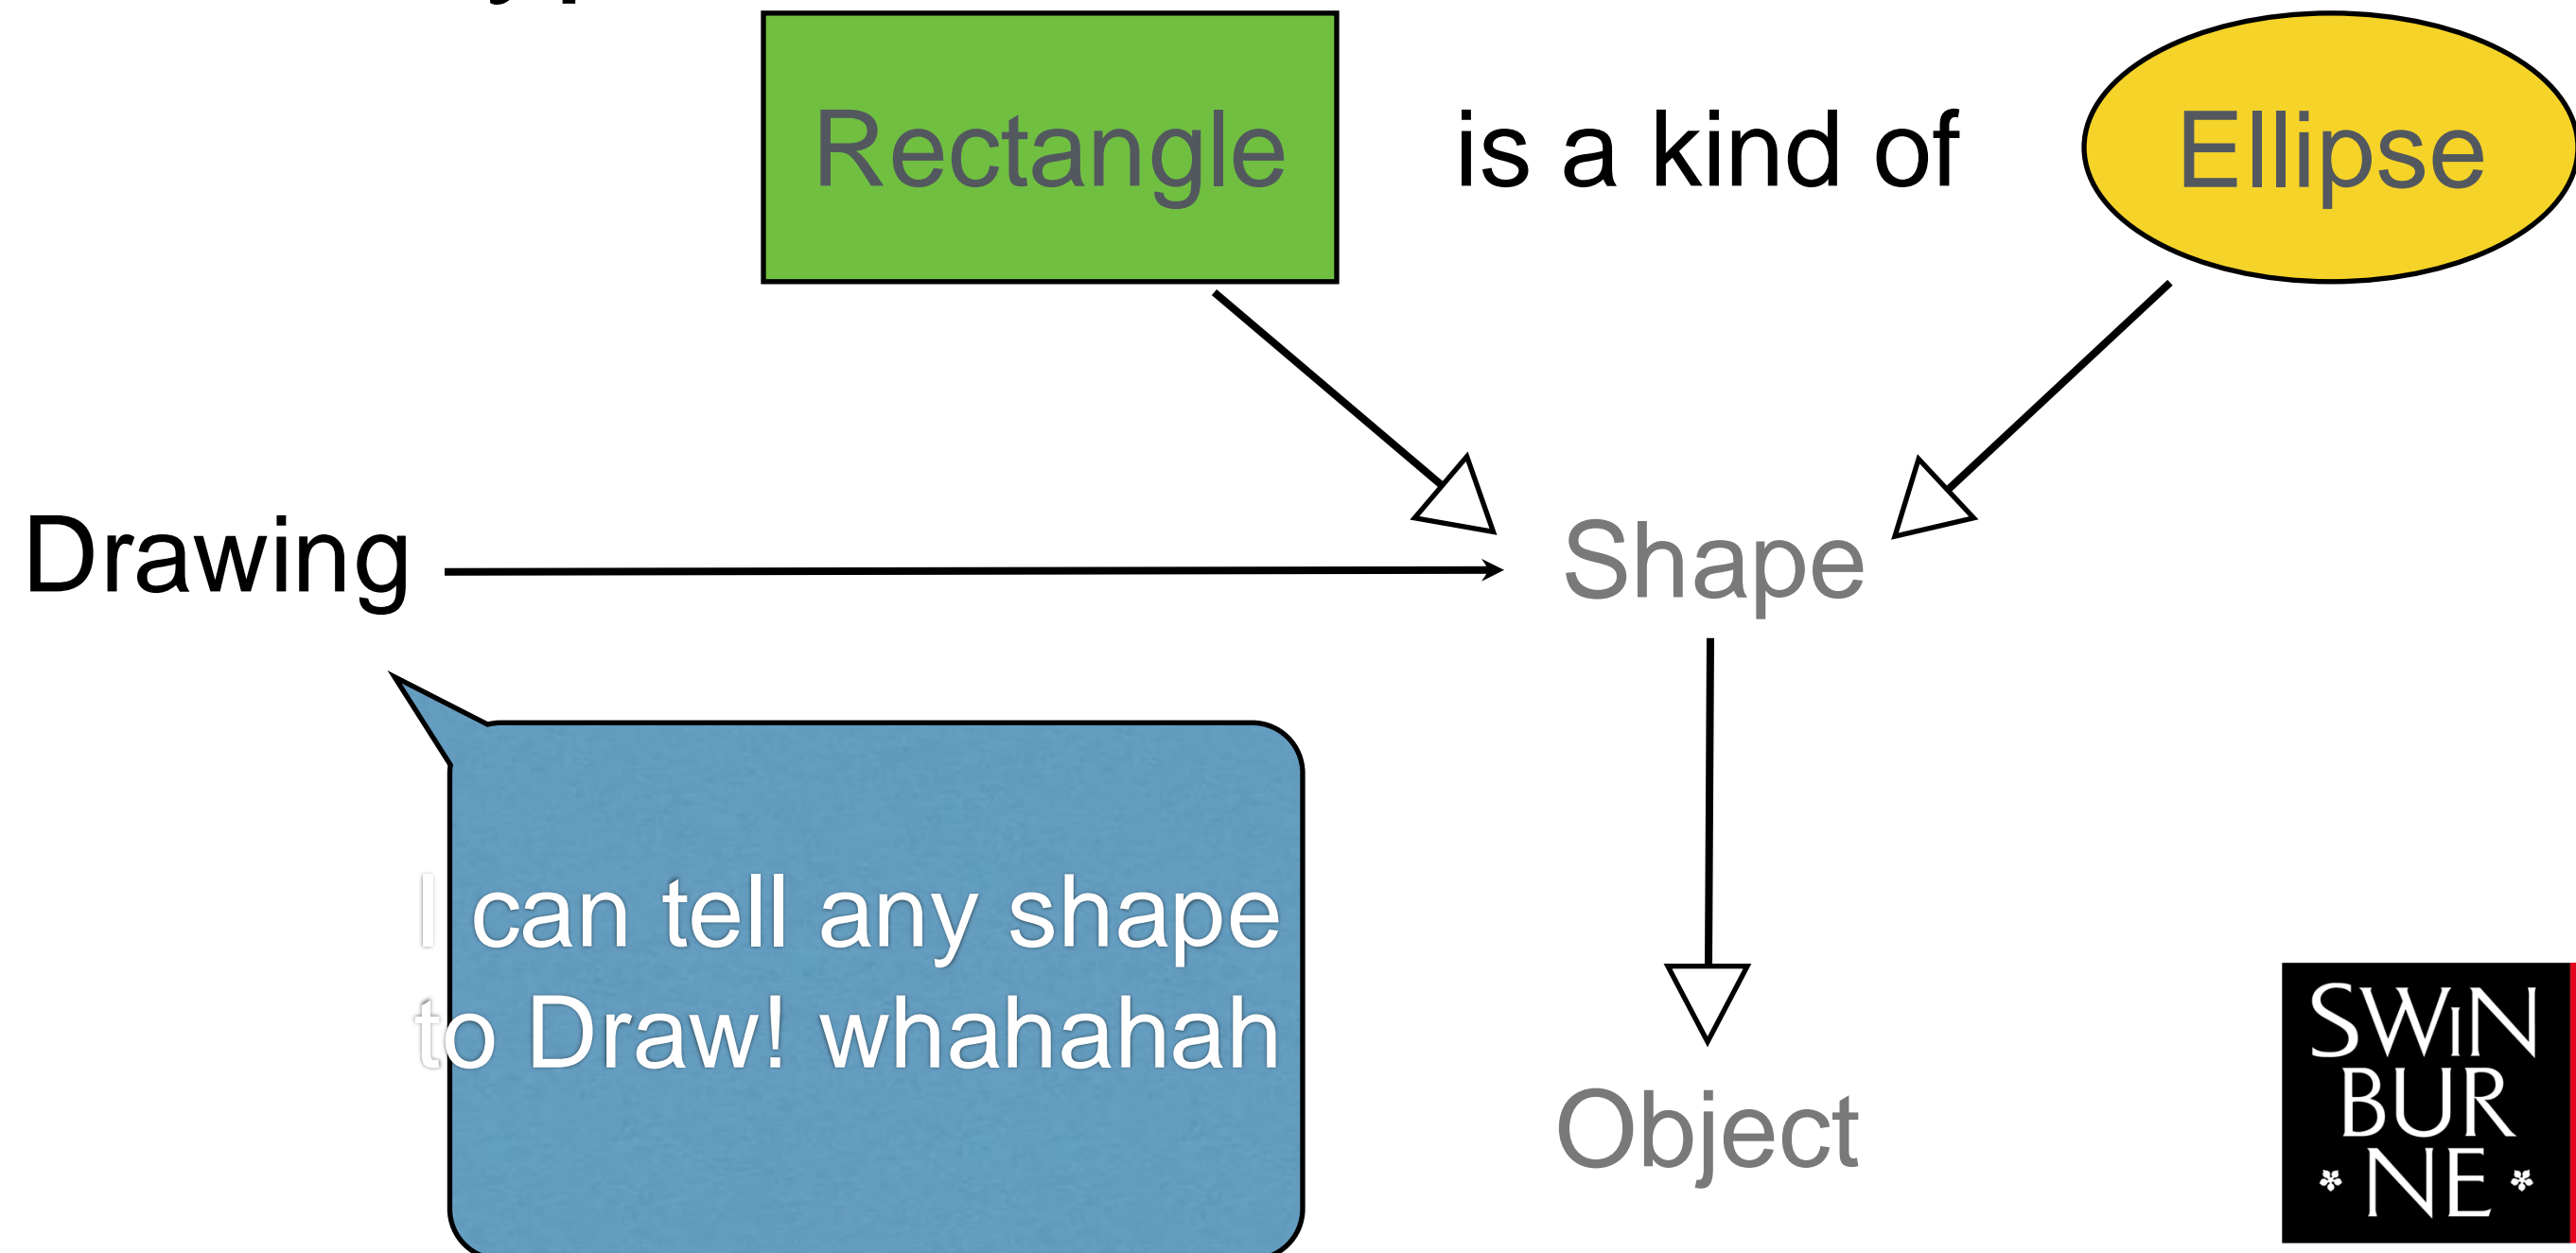 Rectangle is a kind of Ellipse
Drawing Shape
I can tell any shape
to Draw! whahahah
Object
SWiN
BUR
NE